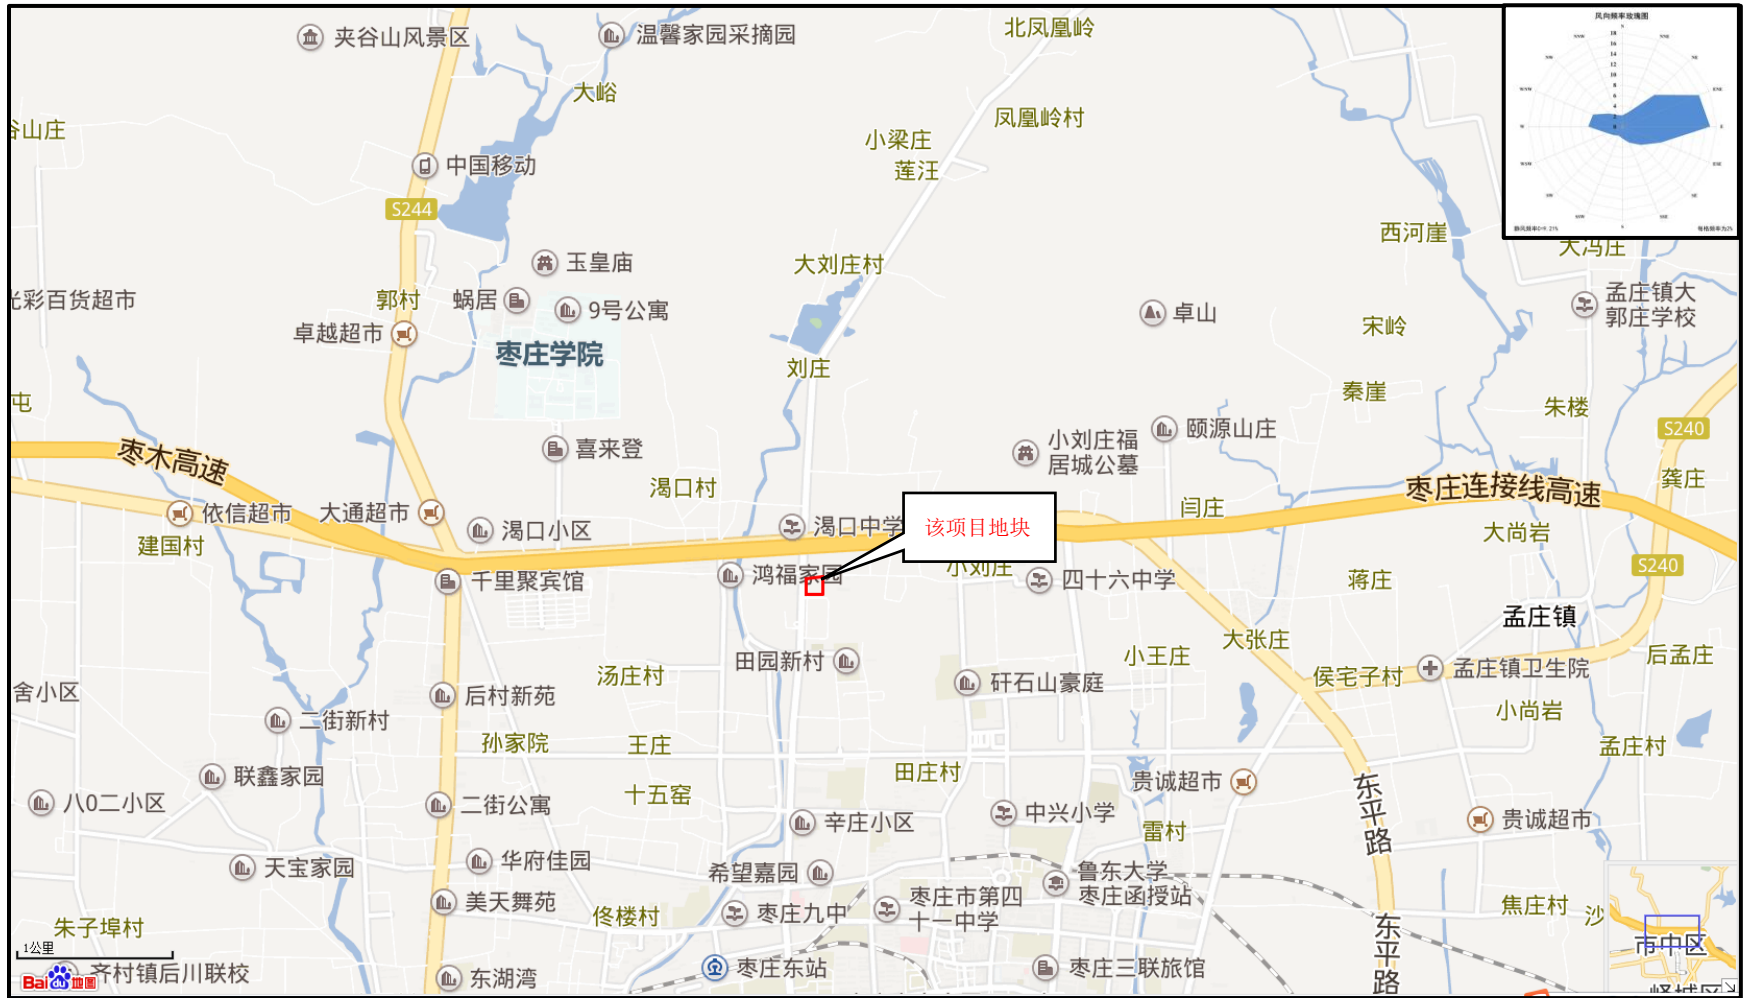 夹谷山风景区
温馨家园采摘园
北凤凰岭
风向频率玫瑰图
大峪
谷山庄
凤凰岭村
小梁庄
莲汪
中国移动
S244
西河崖
大冯庄
玉皇庙
大刘庄村
光彩百货超市
郭村
蜗居
9号公寓
卓山
孟庄镇大
郭庄学校
宋岭
卓越超市
枣庄学院
刘庄
秦崖
屯
朱楼
S240
颐源山庄
小刘庄福
居城公墓
喜来登
枣木高速
渴口村
枣庄连接线高速
龚庄
闫庄
依信超市
大通超市
渴口小区
渴口中学
该项目地块
大尚岩
建国村
S240
千里聚宾馆
鸿福家园
小刘庄
四十六中学
蒋庄
孟庄镇
大张庄
田园新村
小王庄
后孟庄
汤庄村
矸石山豪庭
侯宅子村
孟庄镇卫生院
舍小区
后村新苑
二街新村
小尚岩
孙家院
王庄
孟庄村
田庄村
联鑫家园
贵诚超市
十五窑
八0二小区
二街公寓
辛庄小区
中兴小学
雷村
东平路
贵诚超市
天宝家园
华府佳园
希望嘉园
鲁东大学
枣庄函授站
美天舞苑
佟楼村
枣庄九中
枣庄市第四
十一中学
焦庄村
沙
朱子埠村
东平路
市中区
1公里
齐村镇后川联校
东湖湾
枣庄东站
枣庄三联旅馆
Bai du 地图
峄城区